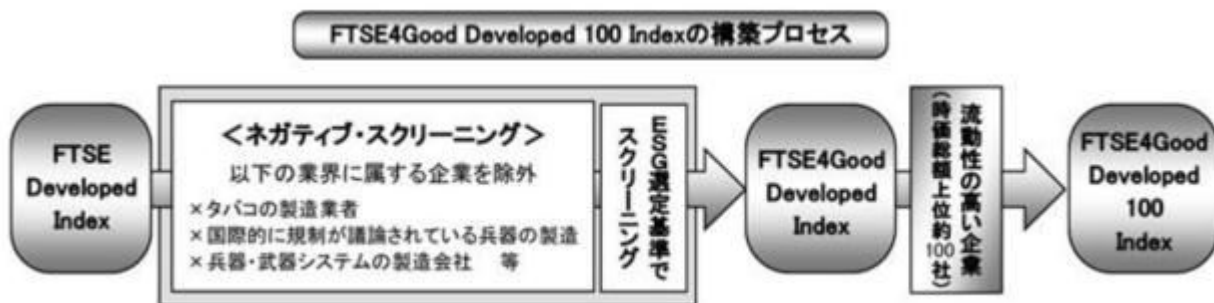 FTSE4Good Developed 100 Indexの構築プロセス
FTSE
Developed
Index
＜ネガティブ・スクリーニング＞
以下の業界に属する企業を除外
×タバコの製造業者
×国際的に規制が議論されている兵器の製造
×兵器・武器システムの製造会社　等
ESG選定基準で
スクリーニング
FTSE4Good
Developed
Index
流動性の高い企業
（時価総額上位約100社）
FTSE4Good
Developed
100
Index